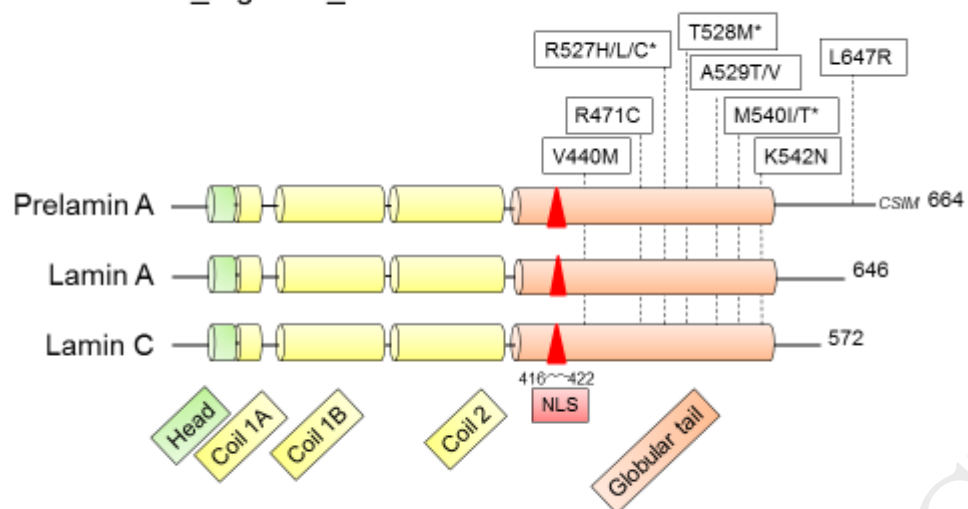 T528M*
R527H/L/C*
L647R
A529T/V
R471C
M540I/T*
V440M
K542N
Prelamin A
CSIM 664
Lamin A
646
Lamin C
572
416~~422
NLS
Head
Coil 1A
Coil 1B
Coil 2
Globular tail